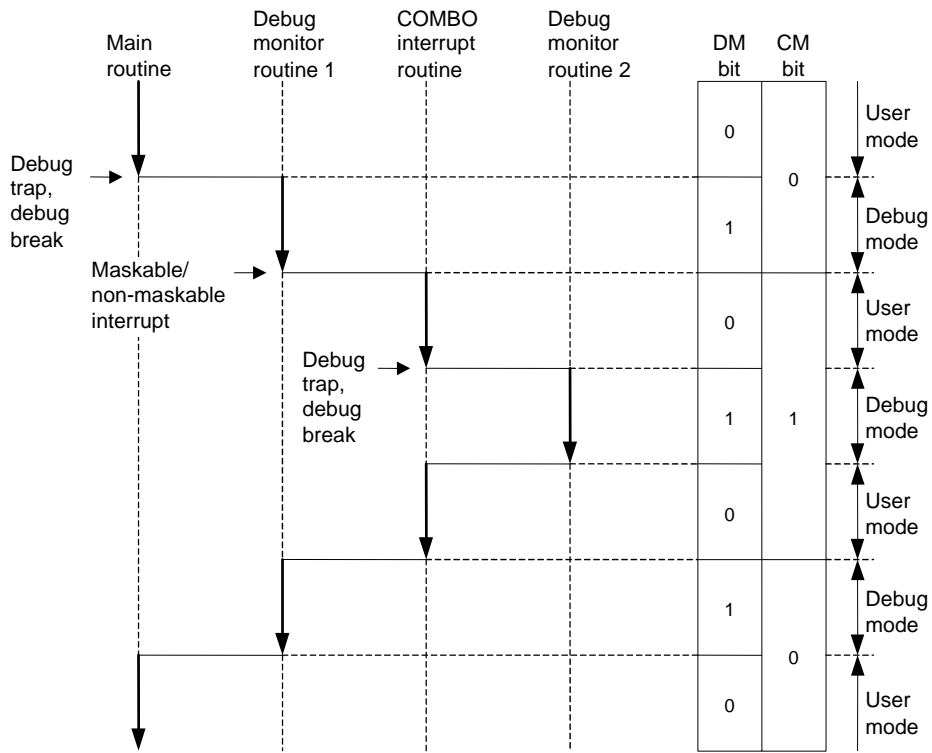 Main
routine
Debug
monitor
routine 1
COMBO
interrupt
routine
Debug
monitor
routine 2
DM
bit
CM
bit
0
User
mode
Debug
trap,
debug
break
0
1
Debug
mode
Maskable/
non-maskable
interrupt
0
User
mode
Debug
trap,
debug
break
1
1
Debug
mode
0
User
mode
1
Debug
mode
0
0
User
mode